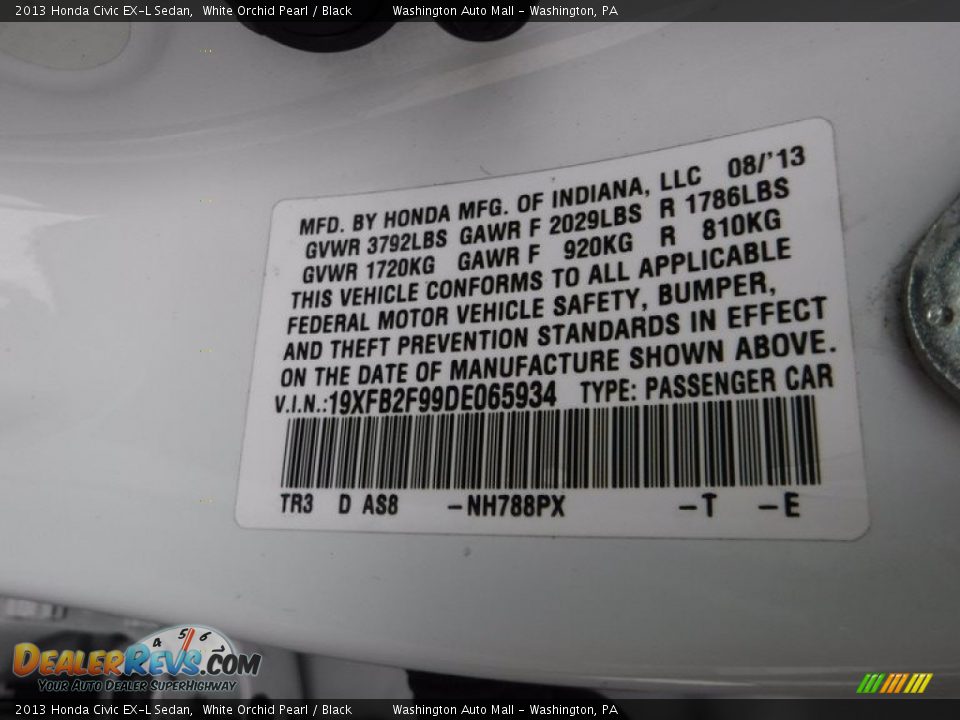 2013 Honda Civic EX-L Sedan, White Orchid Pearl / Black Washington Auto Mall - Washington, PA
MFD. BY HONDA MFG. OF INDIANA, LLC 08/'13
GVWR 3792LBS GAWR F 2029LBS R 1786LBS
GVWR 1720KG GAWR F 920KG R 810KG
THIS VEHICLE CONFORMS TO ALL APPLICABLE
FEDERAL MOTOR VEHICLE SAFETY, BUMPER,
AND THEFT PREVENTION STANDARDS IN EFFECT
ON THE DATE OF MANUFACTURE SHOWN ABOVE.
V.I.N.:19XFB2F99DE065934 TYPE: PASSENGER CAR
TR3 D AS8 -NH788PX -T -E
4 5 6 7
DEALERREVS.COM
YOUR AUTO DEALER SUPERHIGHWAY
2013 Honda Civic EX-L Sedan, White Orchid Pearl / Black Washington Auto Mall - Washington, PA